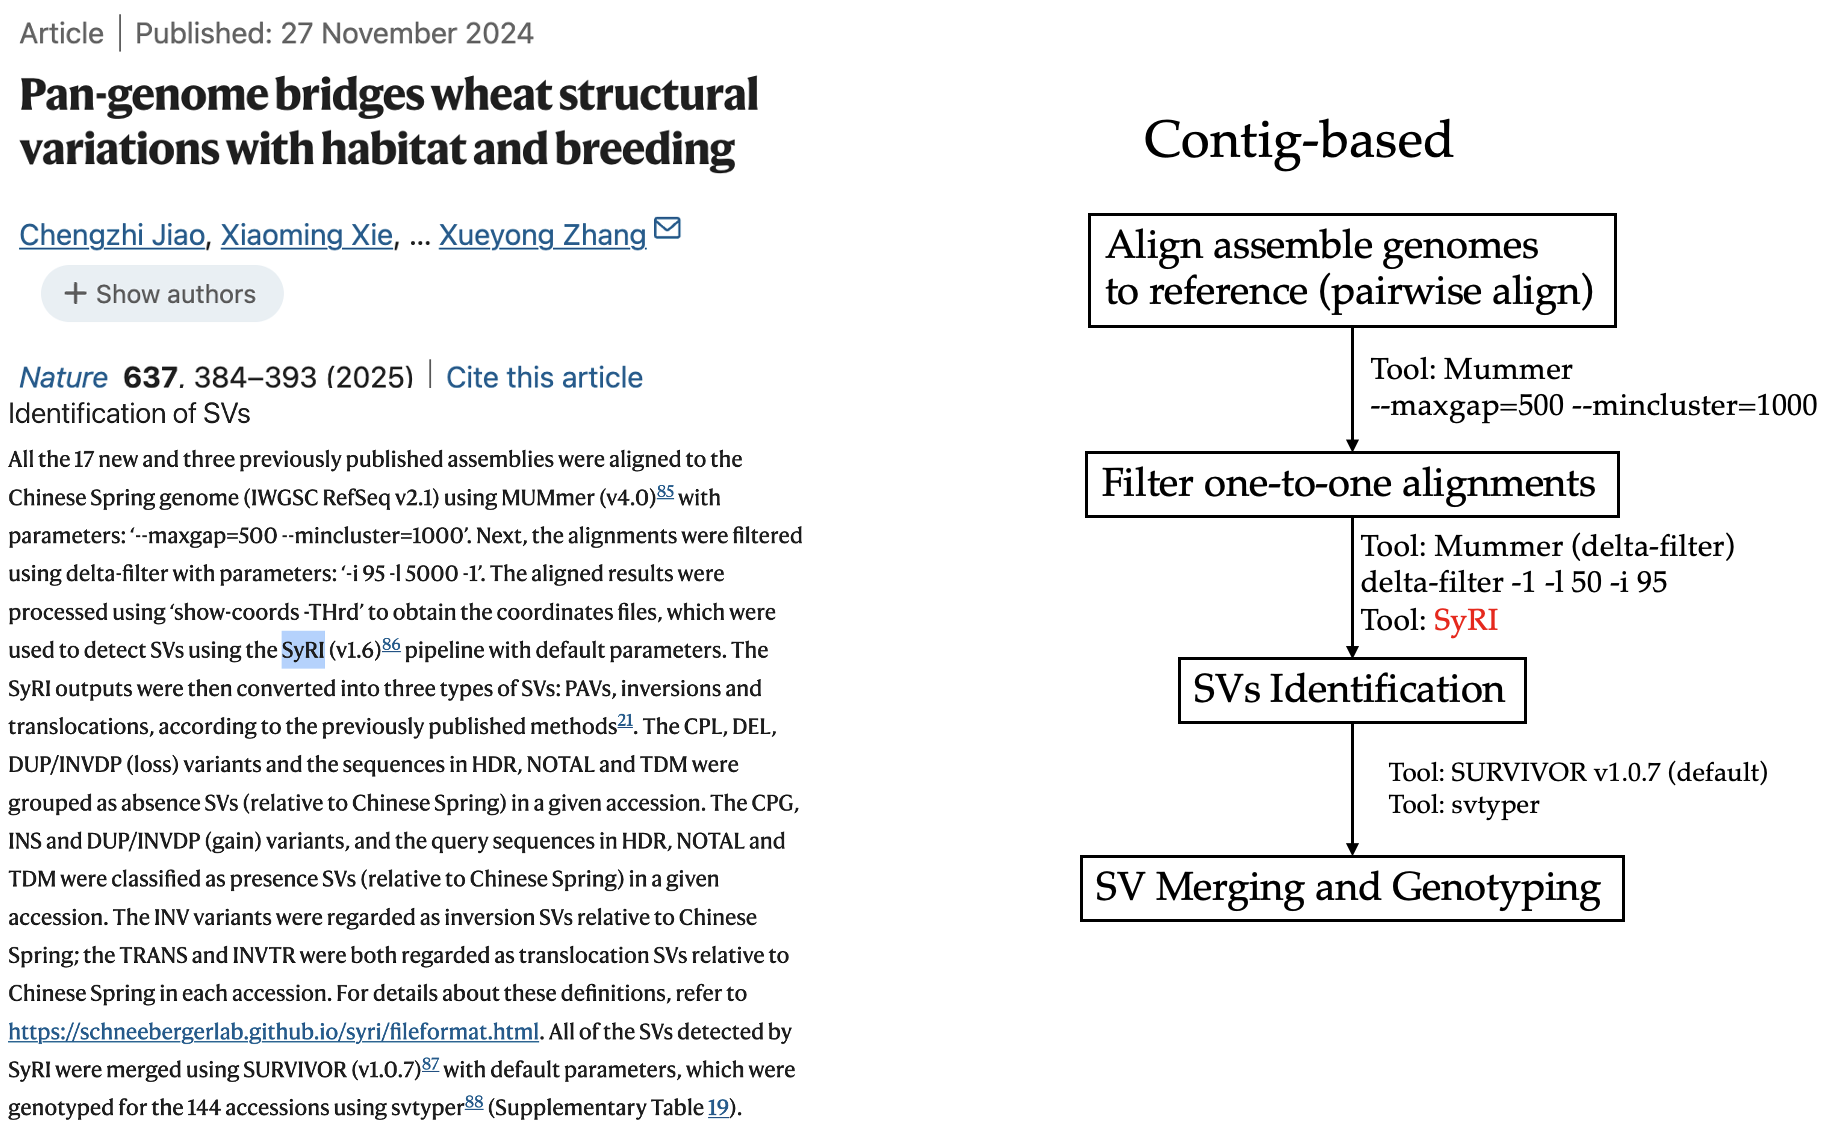 Article | Published: 27 November 2024
Pan-genome bridges wheat structural
variations with habitat and breeding
Chengzhi Jiao, Xiaoming Xie, ... Xueyong Zhang
+ Show authors
Nature 637, 384–393 (2025) | Cite this article
Identification of SVs
All the 17 new and three previously published assemblies were aligned to the
Chinese Spring genome (IWGSC RefSeq v2.1) using MUMmer (v4.0)85 with
parameters: ‘--maxgap=500 --mincluster=1000’. Next, the alignments were filtered
using delta-filter with parameters: ‘-i 95 -l 5000 -1’. The aligned results were
processed using ‘show-coords -THrd’ to obtain the coordinates files, which were
used to detect SVs using the SyRI (v1.6)86 pipeline with default parameters. The
SyRI outputs were then converted into three types of SVs: PAVs, inversions and
translocations, according to the previously published methods21. The CPL, DEL,
DUP/INVDP (loss) variants and the sequences in HDR, NOTAL and TDM were
grouped as absence SVs (relative to Chinese Spring) in a given accession. The CPG,
INS and DUP/INVDP (gain) variants, and the query sequences in HDR, NOTAL and
TDM were classified as presence SVs (relative to Chinese Spring) in a given
accession. The INV variants were regarded as inversion SVs relative to Chinese
Spring; the TRANS and INVTR were both regarded as translocation SVs relative to
Chinese Spring in each accession. For details about these definitions, refer to
https://schneebergerlab.github.io/syri/fileformat.html. All of the SVs detected by
SyRI were merged using SURVIVOR (v1.0.7)87 with default parameters, which were
genotyped for the 144 accessions using svtyper88 (Supplementary Table 19).
Contig-based
Align assemble genomes
to reference (pairwise align)
Tool: Mummer
--maxgap=500 --mincluster=1000
Filter one-to-one alignments
Tool: Mummer (delta-filter)
delta-filter -1 -l 50 -i 95
Tool: SyRI
SVs Identification
Tool: SURVIVOR v1.0.7 (default)
Tool: svtyper
SV Merging and Genotyping